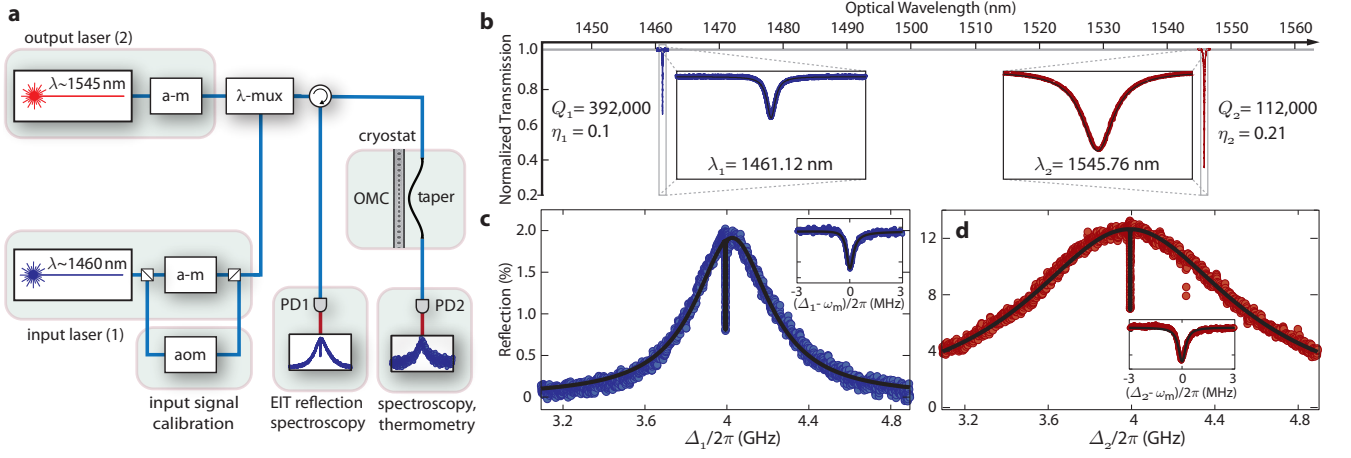 a
output laser (2)
λ~1545 nm
a-m
λ-mux
cryostat
OMC
taper
λ~1460 nm
a-m
input laser (1)
aom
input signal
calibration
PD1
PD2
EIT reflection
spectroscopy
spectroscopy,
thermometry
b
Optical Wavelength (nm)
1450 1460 1470 1480 1490 1500 1510 1520 1530 1540 1550 1560
Normalized Transmission
1.0
0.8
0.6
0.4
0.2
Q₁ = 392,000
η₁ = 0.1
λ₁ = 1461.12 nm
λ₂ = 1545.76 nm
Q₂ = 112,000
η₂ = 0.21
c
Reflection (%)
2.0
1.5
1.0
0.5
0
3.2 3.6 4 4.4 4.8
Δ₁/2π (GHz)
-3 0 3
(Δ₁-ωₘ)/2π (MHz)
d
12
8
4
0
3.2 3.6 4 4.4 4.8
Δ₂/2π (GHz)
-3 0 3
(Δ₂-ωₘ)/2π (MHz)